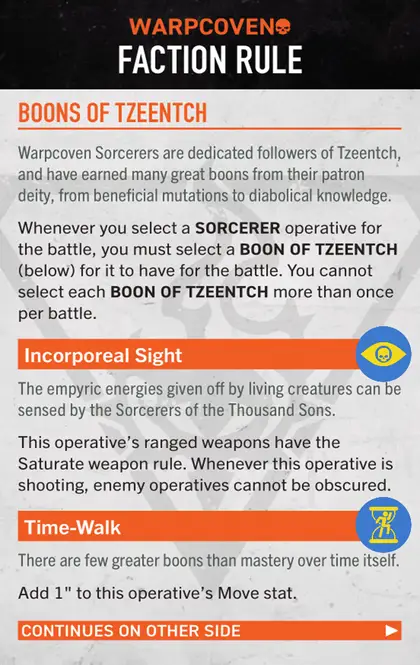 WARPCOVEN
FACTION RULE
BOONS OF TZEENTCH
Warpcoven Sorcerers are dedicated followers of Tzeentch,
and have earned many great boons from their patron
deity, from beneficial mutations to diabolical knowledge.
Whenever you select a SORCERER operative for
the battle, you must select a BOON OF TZEENTCH
(below) for it to have for the battle. You cannot
select each BOON OF TZEENTCH more than once
per battle.
Incorporeal Sight
The empyric energies given off by living creatures can be
sensed by the Sorcerers of the Thousand Sons.
This operative’s ranged weapons have the
Saturate weapon rule. Whenever this operative is
shooting, enemy operatives cannot be obscured.
Time-Walk
There are few greater boons than mastery over time itself.
Add 1" to this operative’s Move stat.
CONTINUES ON OTHER SIDE